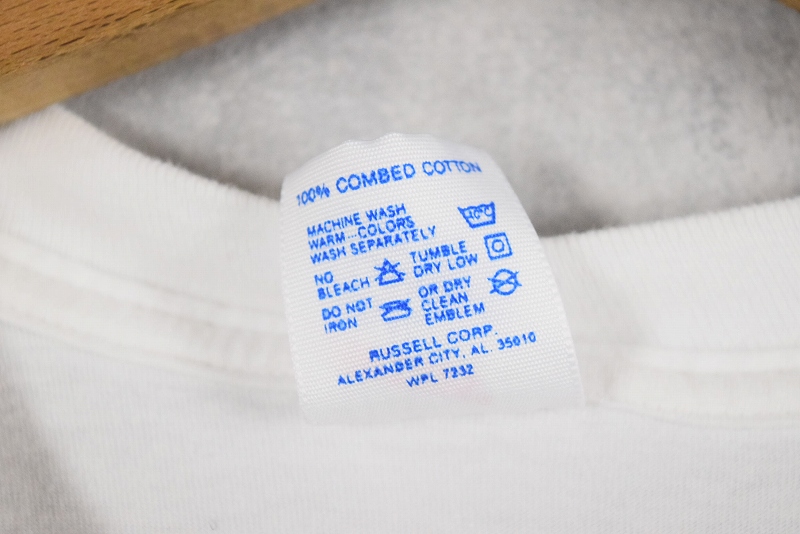 100% COMBED COTTON
MACHINE WASH
WARM...COLORS
WASH SEPARATELY
40°C
NO
BLEACH
TUMBLE
DRY LOW
DO NOT
IRON
OR DRY
CLEAN
EMBLEM
RUSSELL CORP.
ALEXANDER CITY, AL. 35010
WPL 7232